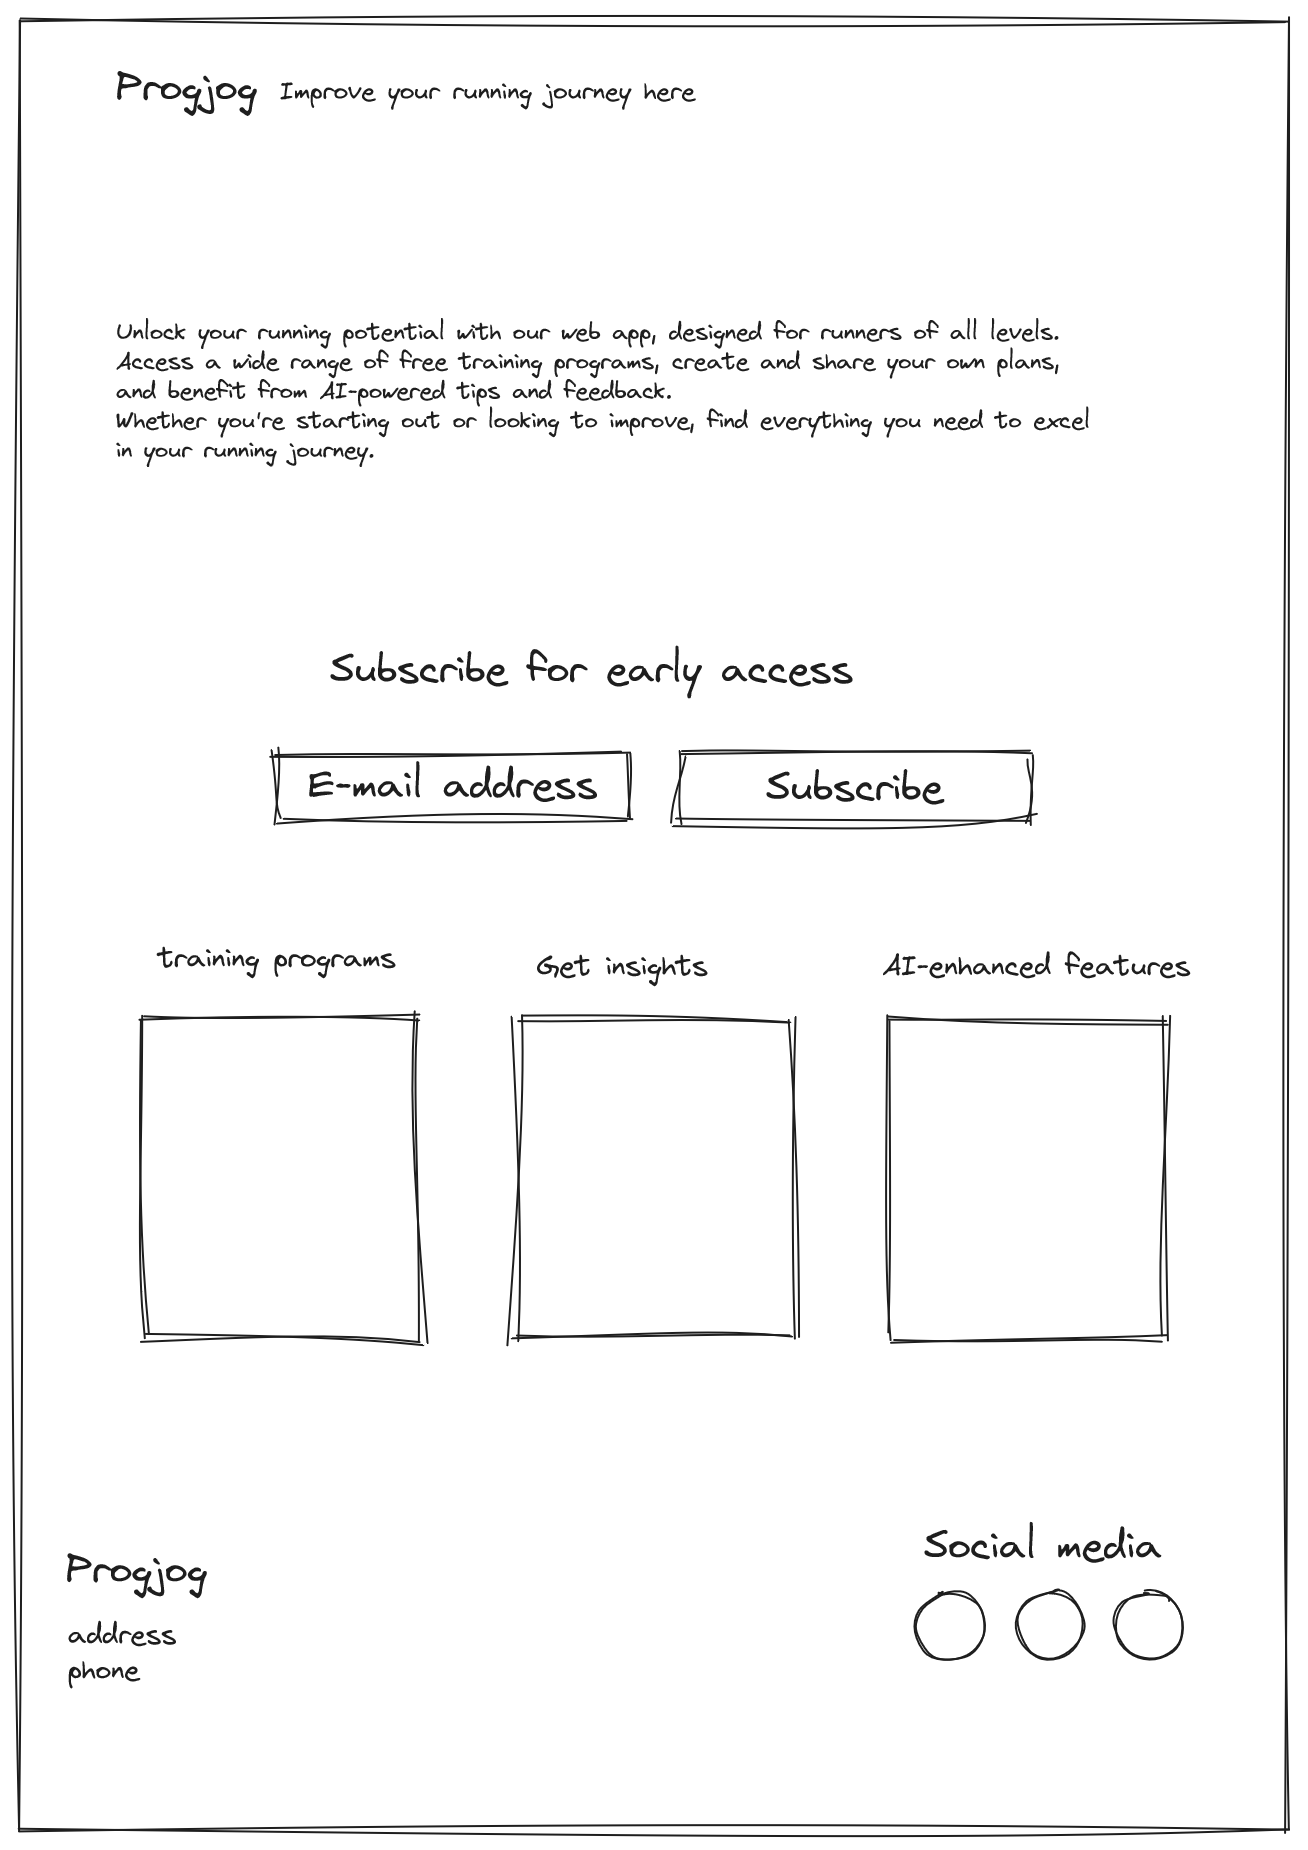 Progjog Improve your running journey here
Unlock your running potential with our web app, designed for runners of all levels.
Access a wide range of free training programs, create and share your own plans,
and benefit from AI-powered tips and feedback.
Whether you're starting out or looking to improve, find everything you need to excel
in your running journey.
Subscribe for early access
E-mail address Subscribe
training programs Get insights AI-enhanced features
Social media
Progjog
address
phone